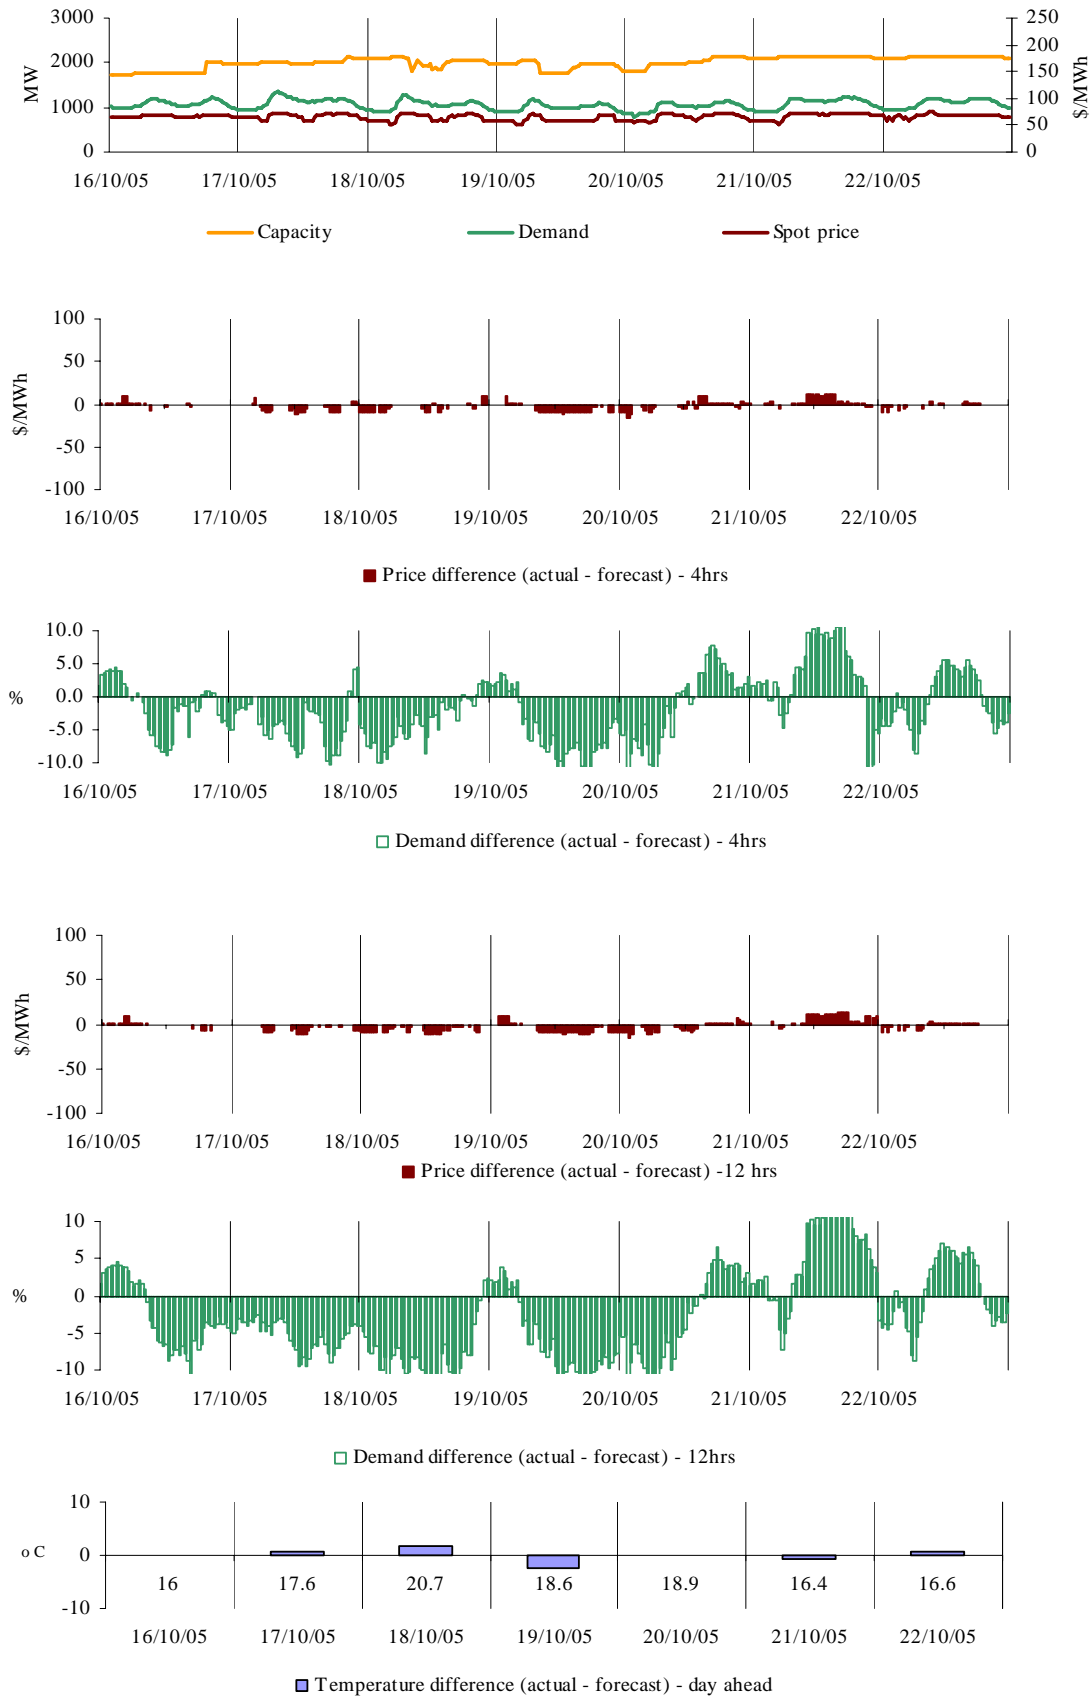 3000
2000
1000
0
MW
250
200
150
100
50
0
$/MWh
16/10/05 17/10/05 18/10/05 19/10/05 20/10/05 21/10/05 22/10/05
Capacity Demand Spot price
100
50
0
-50
-100
$/MWh
16/10/05 17/10/05 18/10/05 19/10/05 20/10/05 21/10/05 22/10/05
Price difference (actual - forecast) - 4hrs
10.0
5.0
0.0
-5.0
-10.0
%
16/10/05 17/10/05 18/10/05 19/10/05 20/10/05 21/10/05 22/10/05
Demand difference (actual - forecast) - 4hrs
100
50
0
-50
-100
$/MWh
16/10/05 17/10/05 18/10/05 19/10/05 20/10/05 21/10/05 22/10/05
Price difference (actual - forecast) -12 hrs
10
5
0
-5
-10
%
16/10/05 17/10/05 18/10/05 19/10/05 20/10/05 21/10/05 22/10/05
Demand difference (actual - forecast) - 12hrs
10
0
-10
o C
16 17.6 20.7 18.6 18.9 16.4 16.6
16/10/05 17/10/05 18/10/05 19/10/05 20/10/05 21/10/05 22/10/05
Temperature difference (actual - forecast) - day ahead